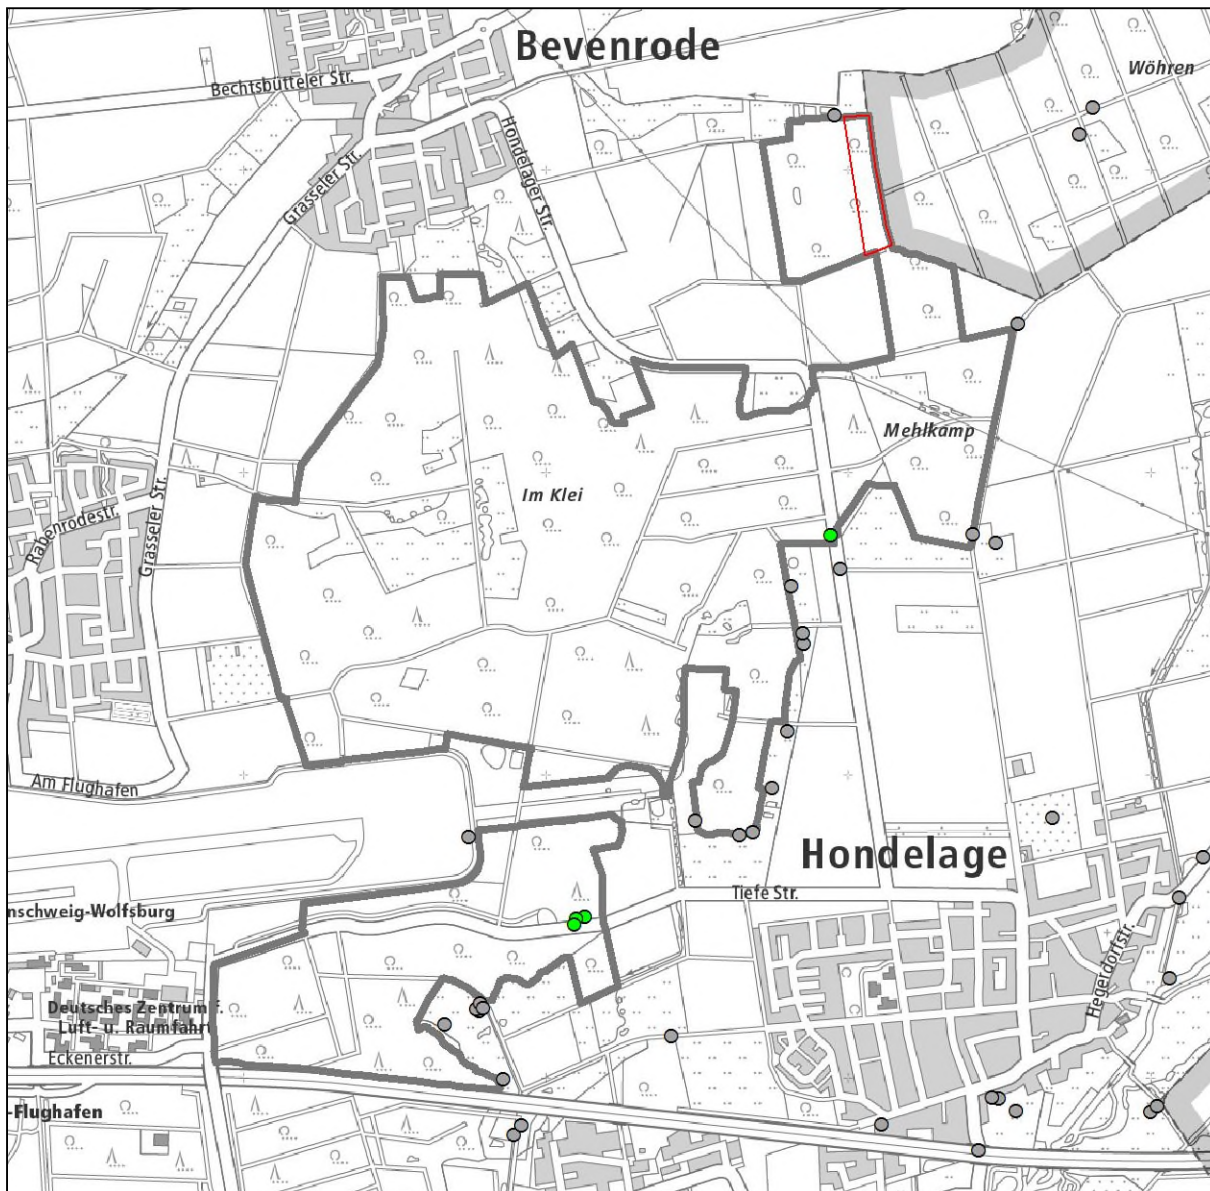 Bevenrode
Wöhren
Bechtsbütteler Str.
Hondelager Str.
Grasseler Str.
Mehlkamp
Im Klei
Rabenrodestr.
Grasseler Str.
Am Flughafen
Hondelage
Tiefe Str.
nschweig-Wolfsburg
Hegerdorfstr.
Deutsches Zentrum f.
Luft- u. Raumfahrt
Eckenerstr.
-Flughafen